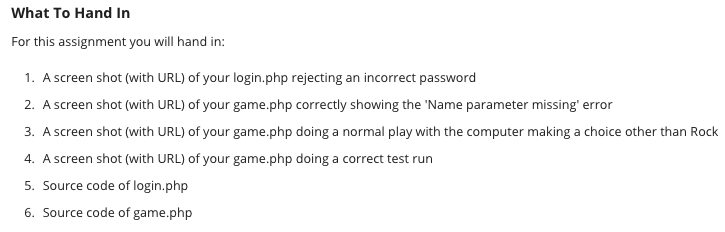 What To Hand In
For this assignment you will hand in:
1. A screen shot (with URL) of your login.php rejecting an incorrect password
2. A screen shot (with URL) of your game.php correctly showing the 'Name parameter missing' error
3. A screen shot (with URL) of your game.php doing a normal play with the computer making a choice other than Rock
4. A screen shot (with URL) of your game.php doing a correct test run
5. Source code of login.php
6. Source code of game.php